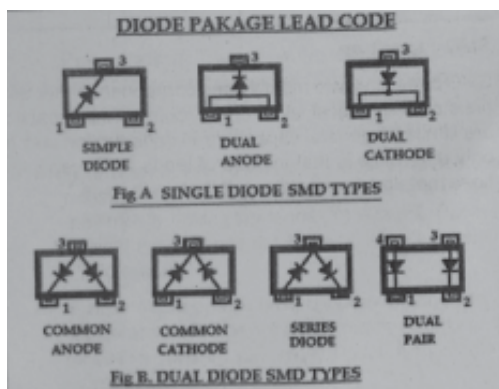 DIODE PAKAGE LEAD CODE
3 3 3
1 2 1 2 1 2
SIMPLE DIODE
DUAL ANODE
DUAL CATHODE
Fig A SINGLE DIODE SMD TYPES
3 3 3 4 3
1 2 1 2 1 2 1 2
COMMON ANODE
COMMON CATHODE
SERIES DIODE
DUAL PAIR
Fig B. DUAL DIODE SMD TYPES